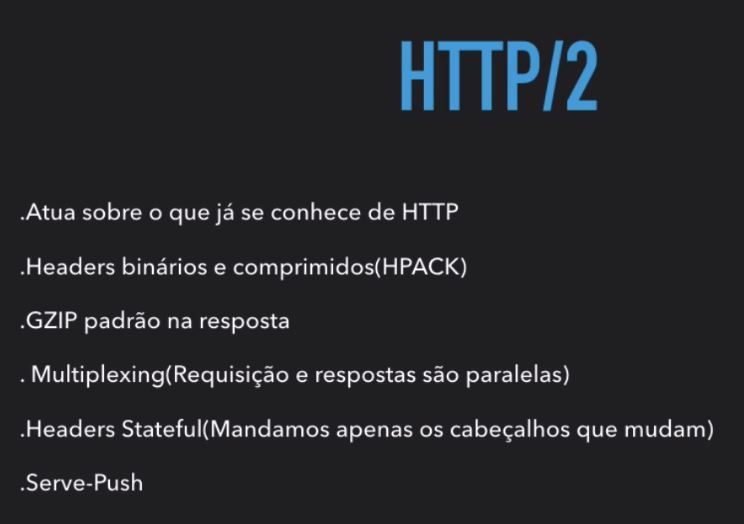 HTTP/2
.Atua sobre o que já se conhece de HTTP
.Headers binários e comprimidos(HPACK)
.GZIP padrão na resposta
. Multiplexing(Requisição e respostas são paralelas)
.Headers Stateful(Mandamos apenas os cabeçalhos que mudam)
.Serve-Push